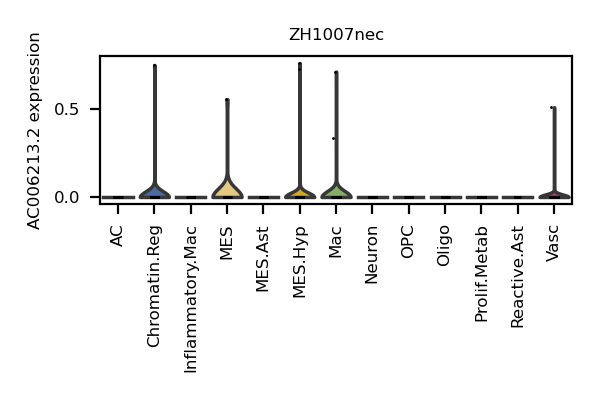 ZH1007nec
AC006213.2 expression
0.5
0.0
AC
Chromatin.Reg
Inflammatory.Mac
MES
MES.Ast
MES.Hyp
Mac
Neuron
OPC
Oligo
Prolif.Metab
Reactive.Ast
Vasc